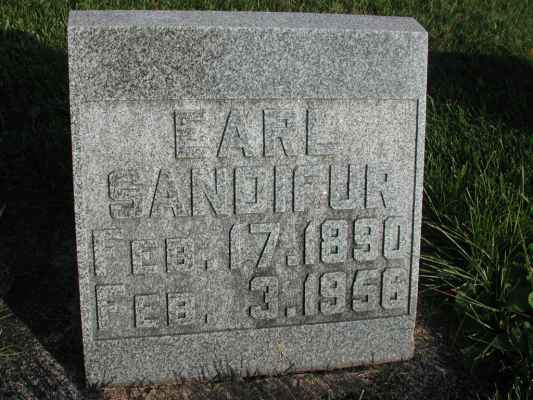 EARL
SANDIFUR
FEB. 17. 1890
FEB. 3. 1956